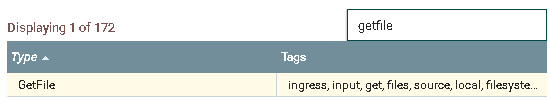 Displaying 1 of 172
getfile
Type Tags
GetFile ingress, input, get, files, source, local, filesyste...